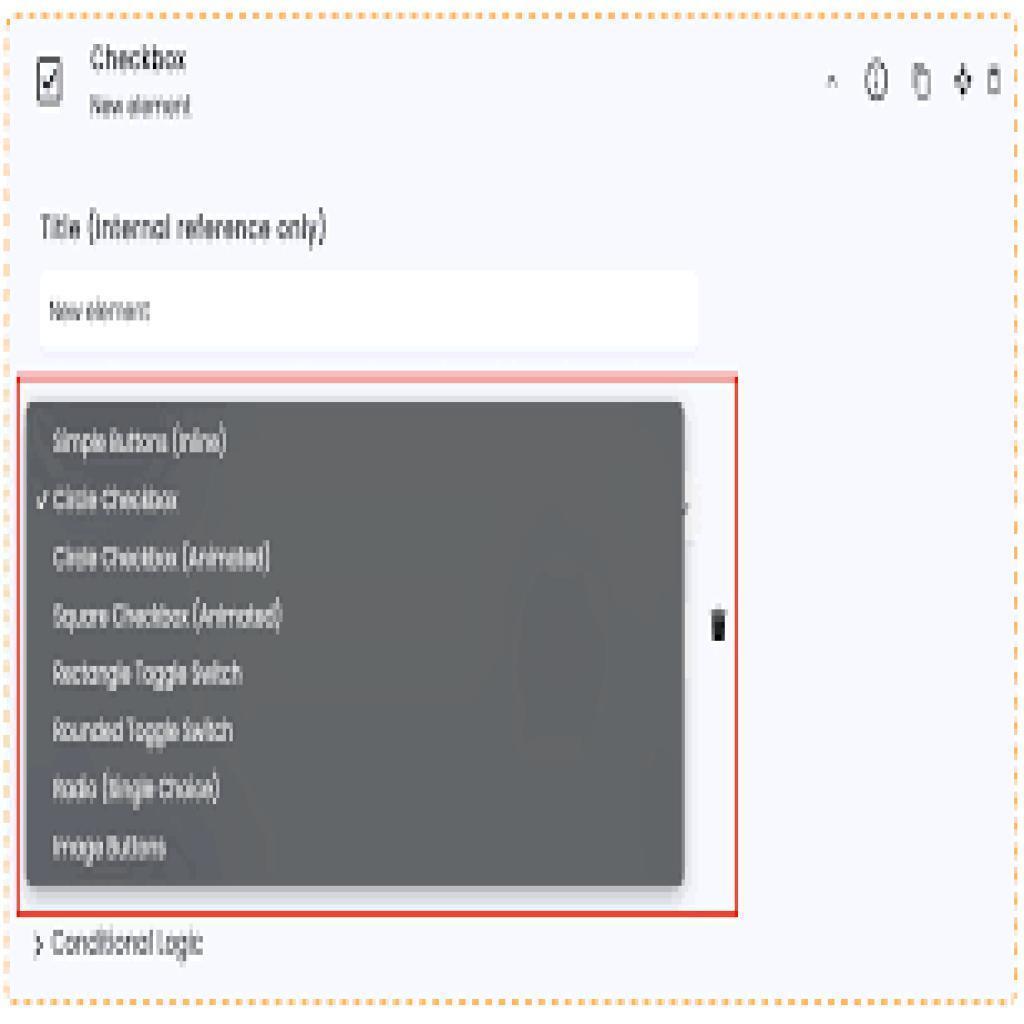 Checkbox
New element
Title (Internal reference only)
New element
Simple Buttons (Inline)
✓ Circle Checkbox
Circle Checkbox (Animated)
Square Checkbox (Animated)
Rectangle Toggle Switch
Rounded Toggle Switch
Radio (Single Choice)
Image Buttons
Conditional Logic